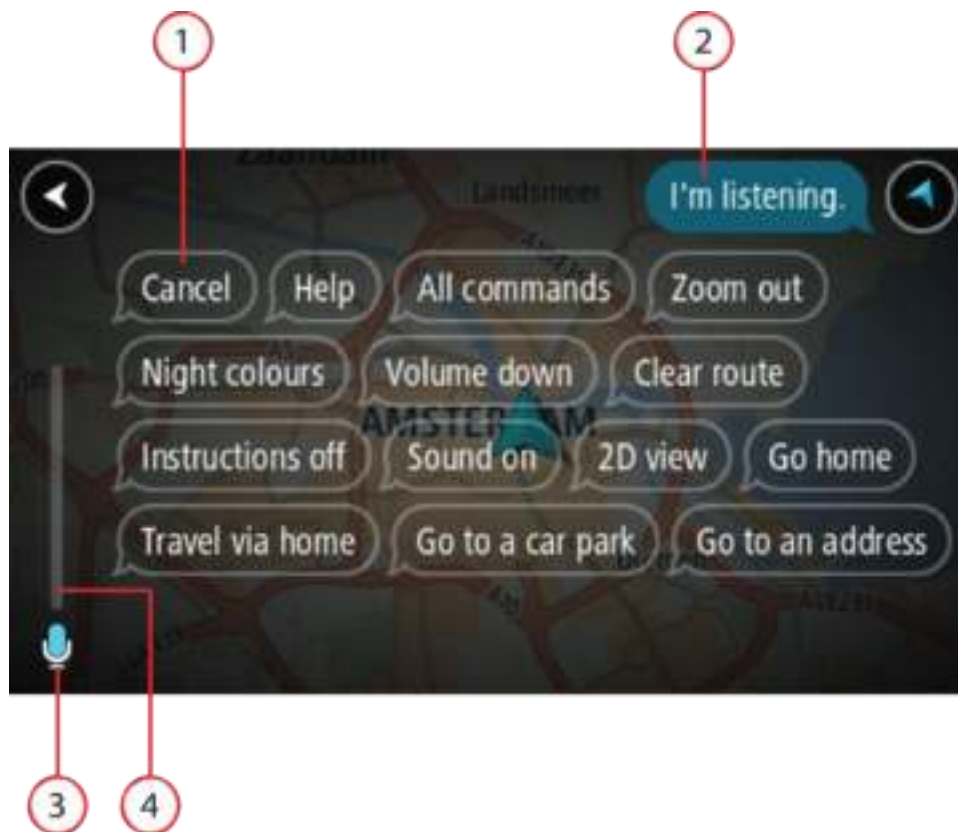 1 2
Zaandam
Landsmeer
I'm listening.
Cancel Help All commands Zoom out
Night colours Volume down Clear route
AMSTERDAM
Instructions off Sound on 2D view Go home
Travel via home Go to a car park Go to an address
3 4